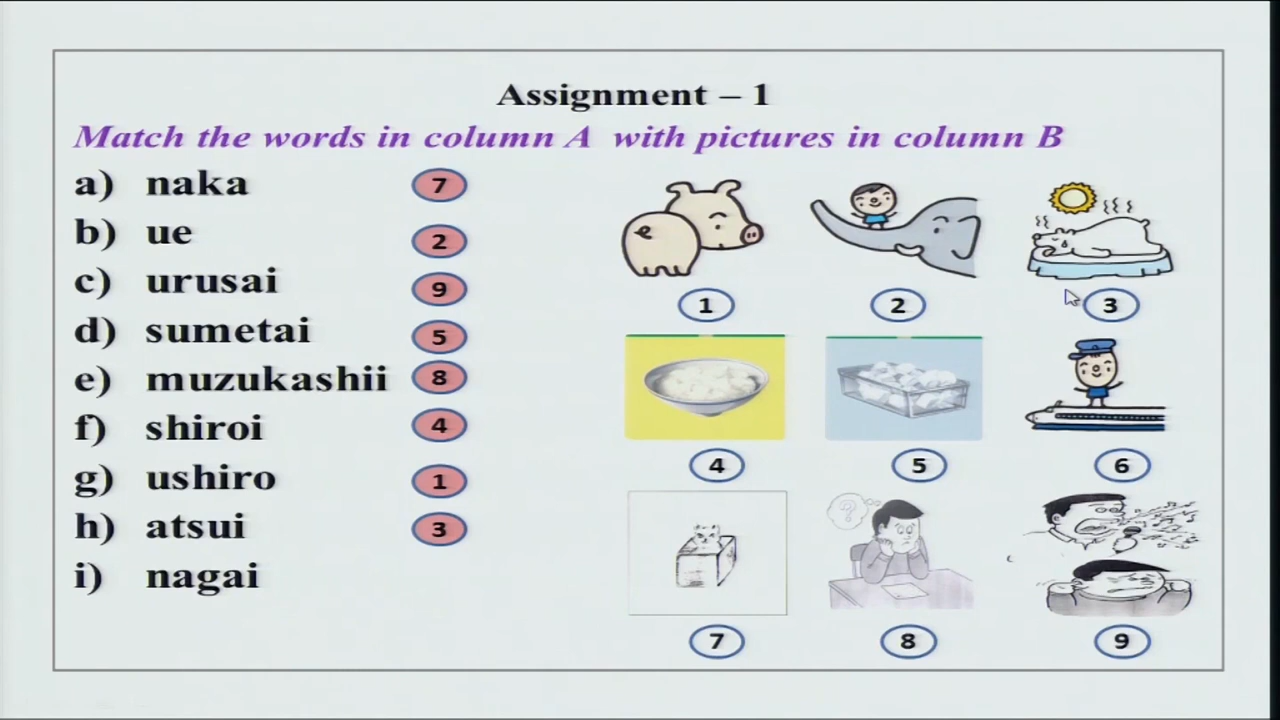 Assignment – 1
Match the words in column A with pictures in column B
a) naka 7
b) ue 2
c) urusai 9
d) sumetai 5
e) muzukashii 8
f) shiroi 4
g) ushiro 1
h) atsui 3
i) nagai
1 2 3
4 5 6
?
7 8 9